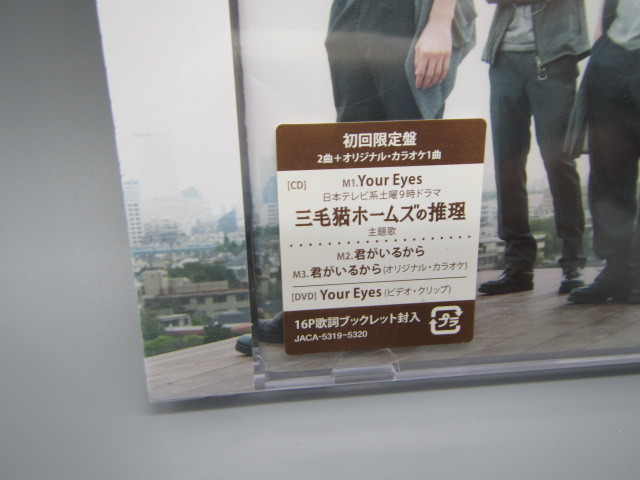 初回限定盤
2曲＋オリジナル・カラオケ1曲
[CD] M1.Your Eyes
日本テレビ系土曜9時ドラマ
三毛猫ホームズの推理
主題歌
M2.君がいるから
M3.君がいるから(オリジナル・カラオケ)
[DVD] Your Eyes (ビデオ・クリップ)
16P歌詞ブックレット封入
プラ
JACA-5319~5320